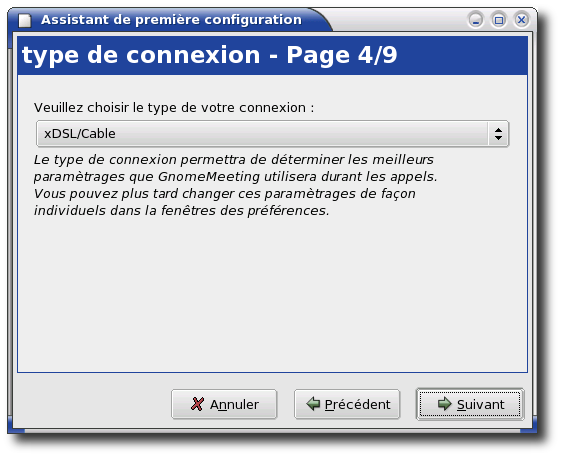 Assistant de première configuration
type de connexion - Page 4/9
Veuillez choisir le type de votre connexion :
xDSL/Cable
Le type de connexion permettra de déterminer les meilleurs
paramètrages que GnomeMeeting utilisera durant les appels.
Vous pouvez plus tard changer ces paramètrages de façon
individuels dans la fenêtres des préférences.
Annuler
Précédent
Suivant